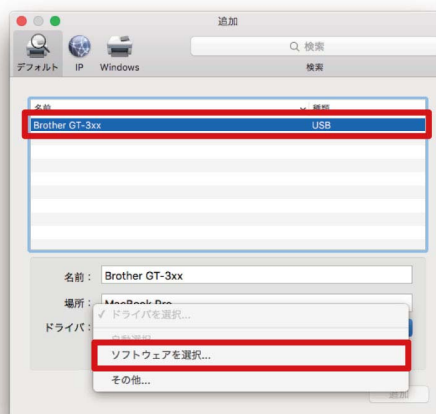 追加
検索
デフォルト IP Windows 検索
名前 種類
Brother GT-3xx USB
名前： Brother GT-3xx
場所： MacBook Pro
ドライバ： ✓ ドライバを選択...
自動選択
ソフトウェアを選択...
その他...
追加